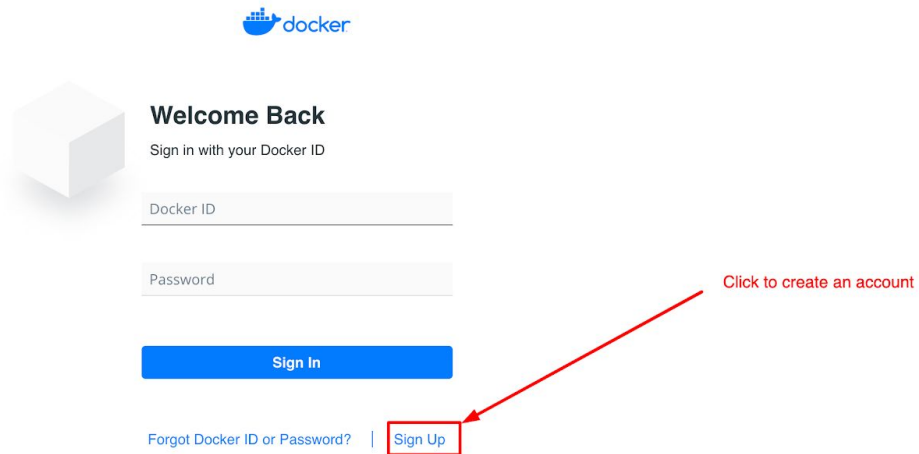 docker
Welcome Back
Sign in with your Docker ID
Docker ID
Password
Click to create an account
Sign In
Forgot Docker ID or Password? | Sign Up